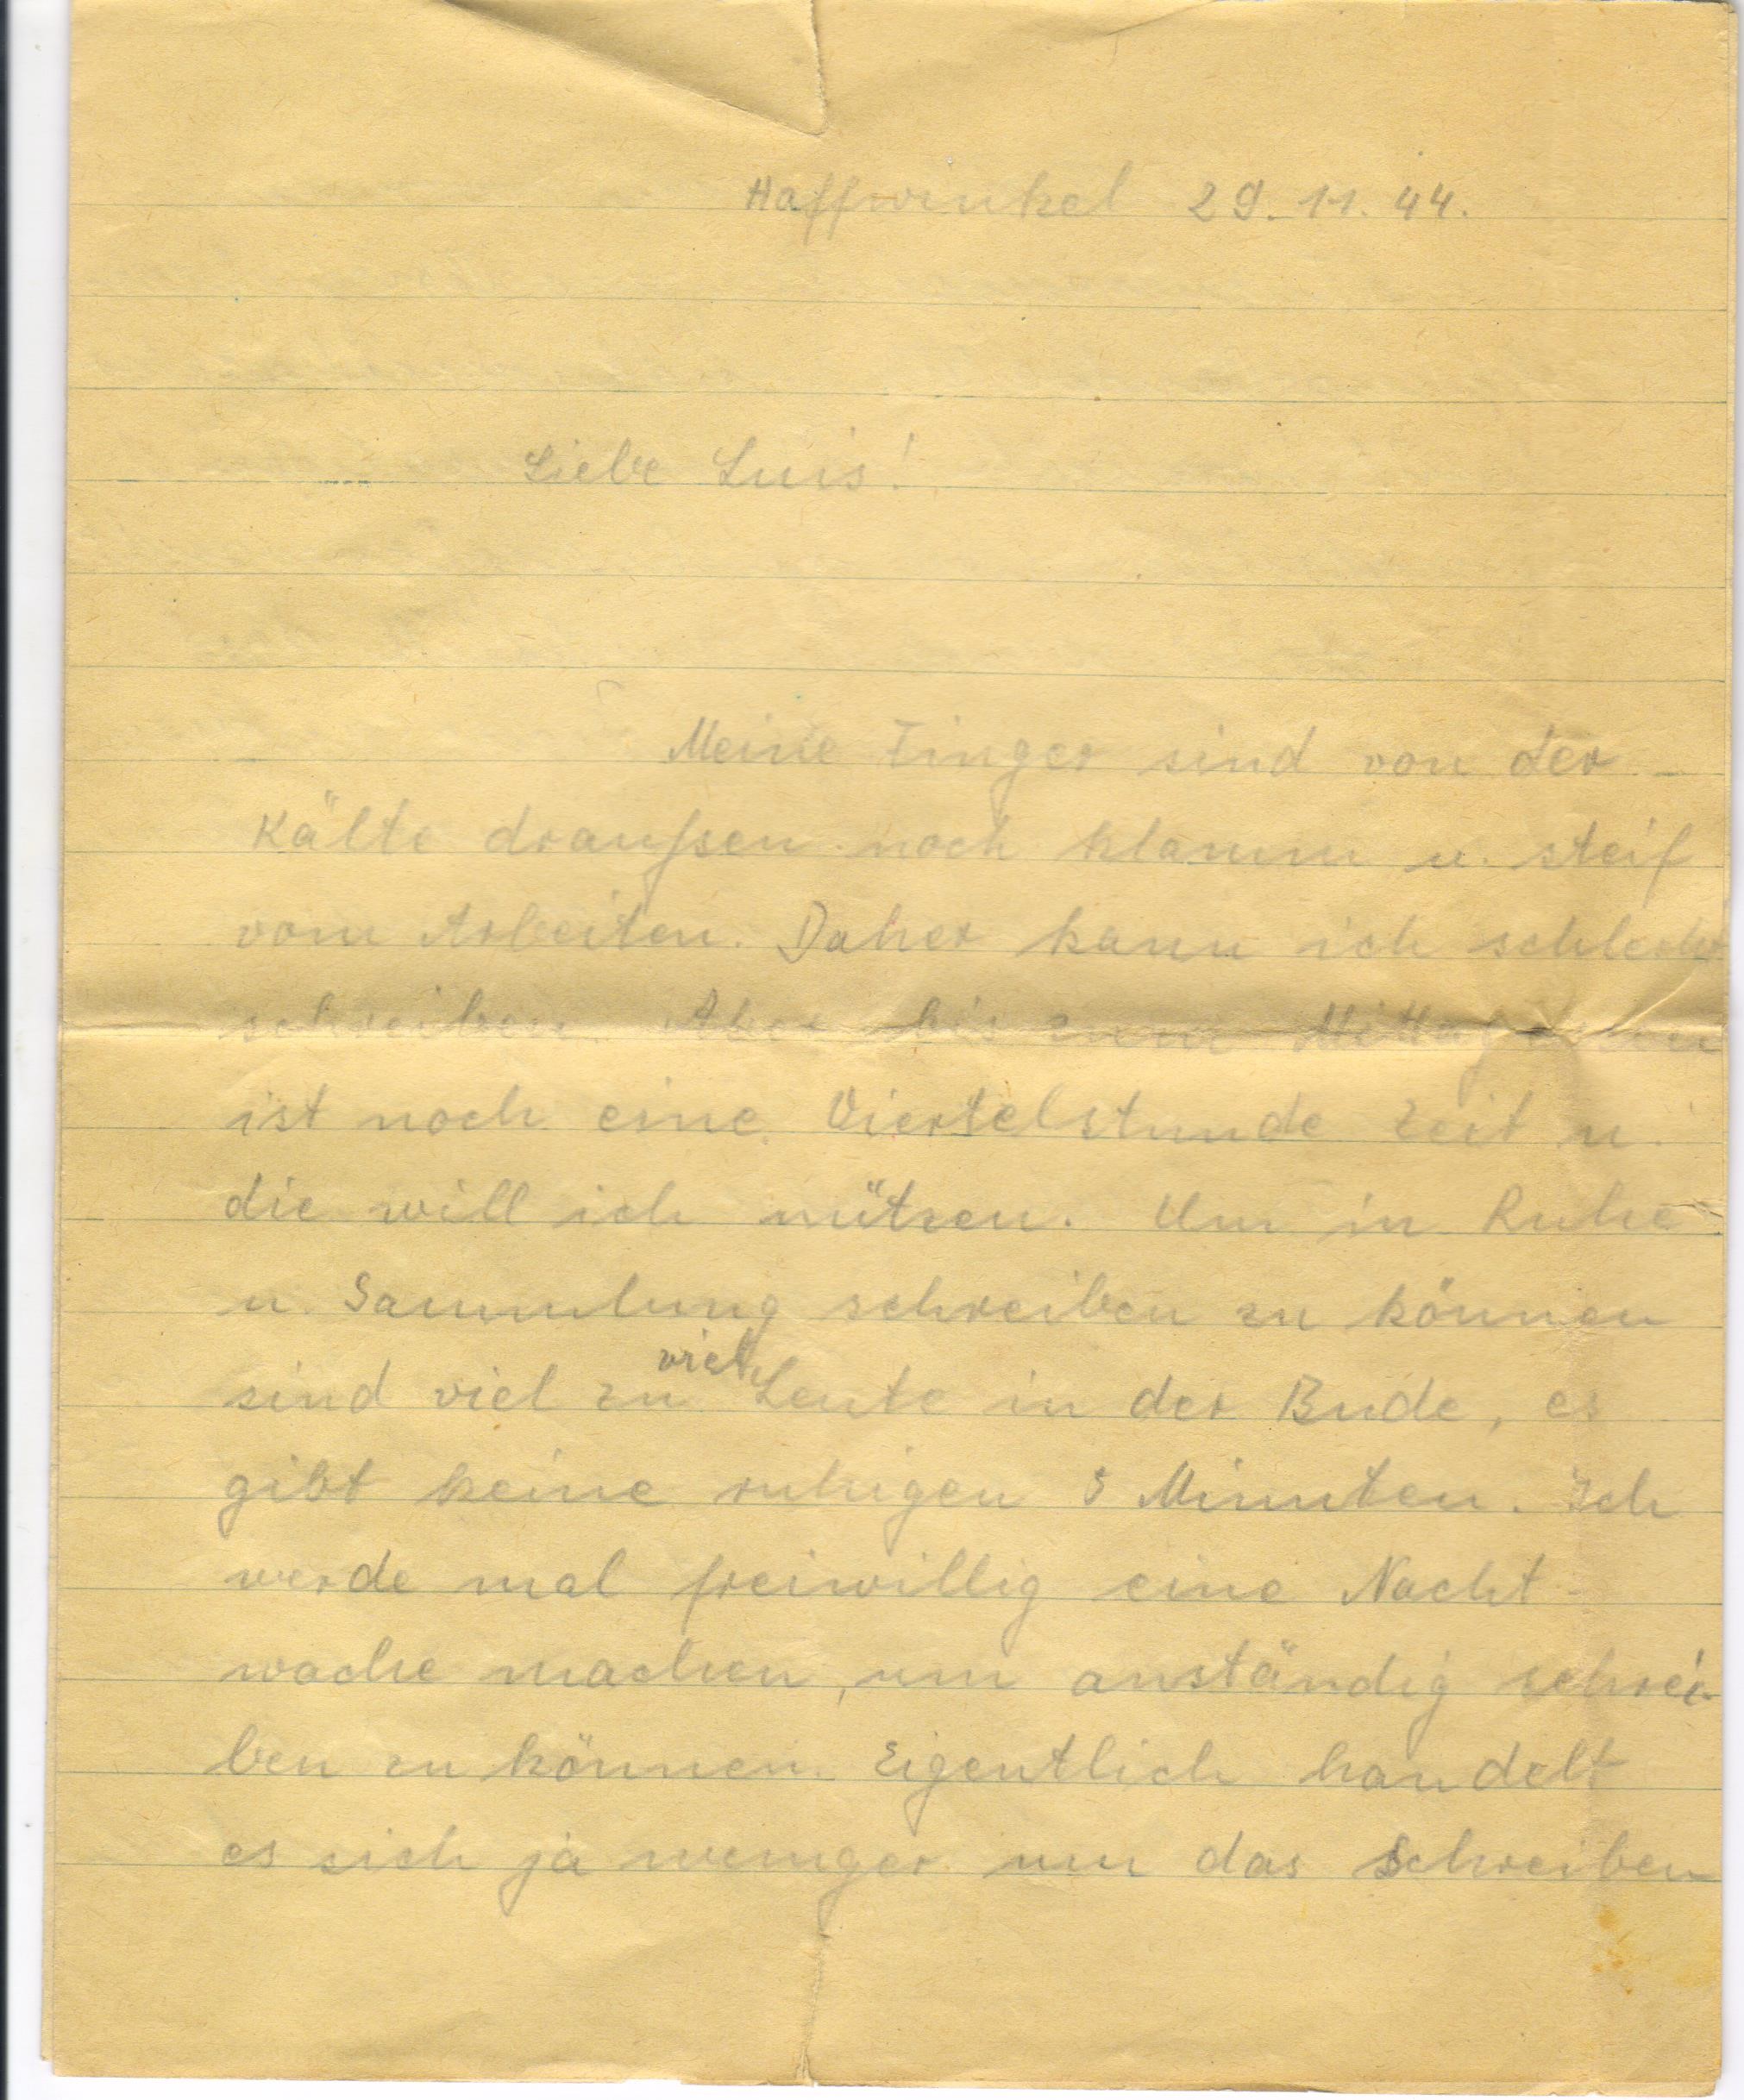 Haffwinkel 29.11.44.
Liebe Luis!
Meine Finger sind von der
Kälte draußen noch klamm u. steif
vom Arbeiten. Daher kann ich schlecht
schreiben. Aber bis zum Mittagessen
ist noch eine Viertelstunde Zeit u.
die will ich nützen. Um in Ruhe
u. Sammlung schreiben zu können
sind viel zu viel Leute in der Bude, es
gibt keine ruhigen 5 Minuten. Ich
werde mal freiwillig eine Nacht-
wache machen, um anständig schrei-
ben zu können. Eigentlich handelt
es sich ja weniger um das Schreiben